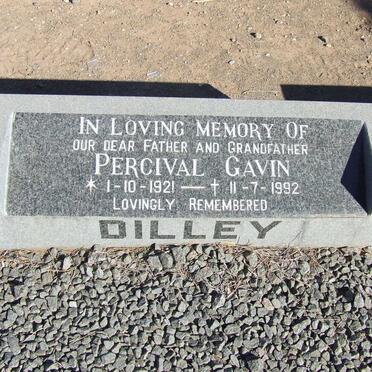 IN LOVING MEMORY OF
OUR DEAR FATHER AND GRANDFATHER
PERCIVAL GAVIN
* 1-10-1921 — † 11-7-1992
LOVINGLY REMEMBERED
DILLEY